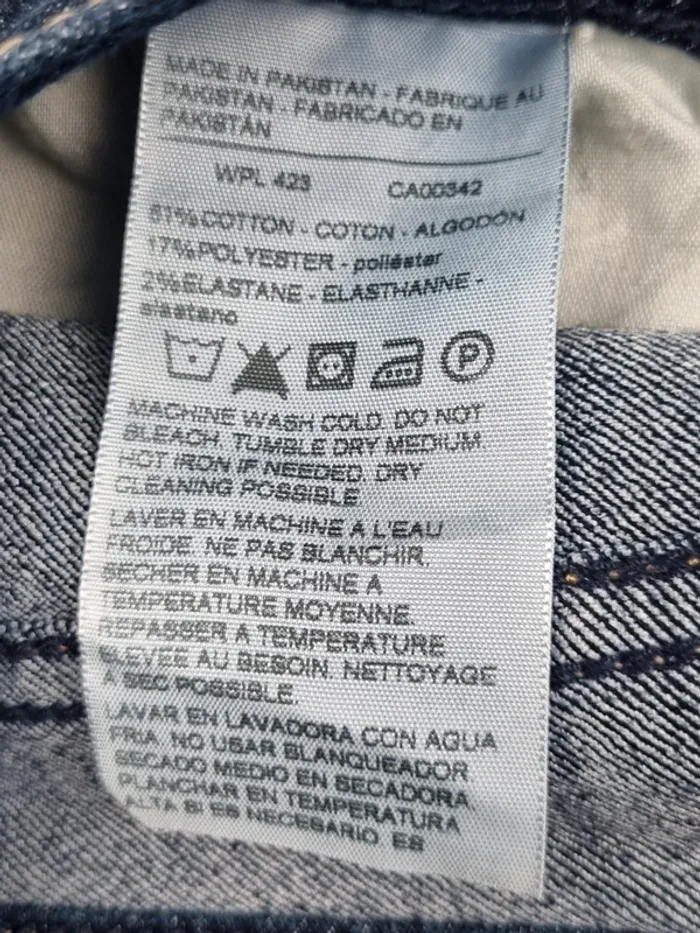 MADE IN PAKISTAN - FABRIQUE AU
PAKISTAN - FABRICADO EN
PAKISTÁN
WPL 423 CA00342
81%COTTON - COTON - ALGODÓN
17%POLYESTER - poliéster
2%ELASTANE - ELASTHANNE -
elastano
P
MACHINE WASH COLD. DO NOT
BLEACH. TUMBLE DRY MEDIUM.
HOT IRON IF NEEDED. DRY
CLEANING POSSIBLE
LAVER EN MACHINE A L'EAU
FROIDE. NE PAS BLANCHIR.
SECHER EN MACHINE A
TEMPERATURE MOYENNE.
REPASSER A TEMPERATURE
ELEVEE AU BESOIN. NETTOYAGE
A SEC POSSIBLE.
LAVAR EN LAVADORA CON AGUA
FRIA. NO USAR BLANQUEADOR
SECADO MEDIO EN SECADORA
PLANCHAR EN TEMPERATURA
ALTA SI ES NECESARIO. ES